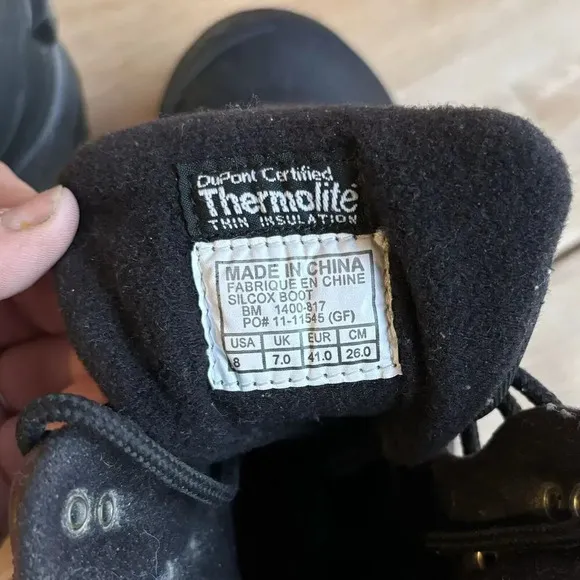 DuPont Certified
Thermolite
THIN INSULATION
MADE IN CHINA
FABRIQUE EN CHINE
SILCOX BOOT
BM 1400-817
PO# 11-11545 (GF)
USA UK EUR CM
8 7.0 41.0 26.0